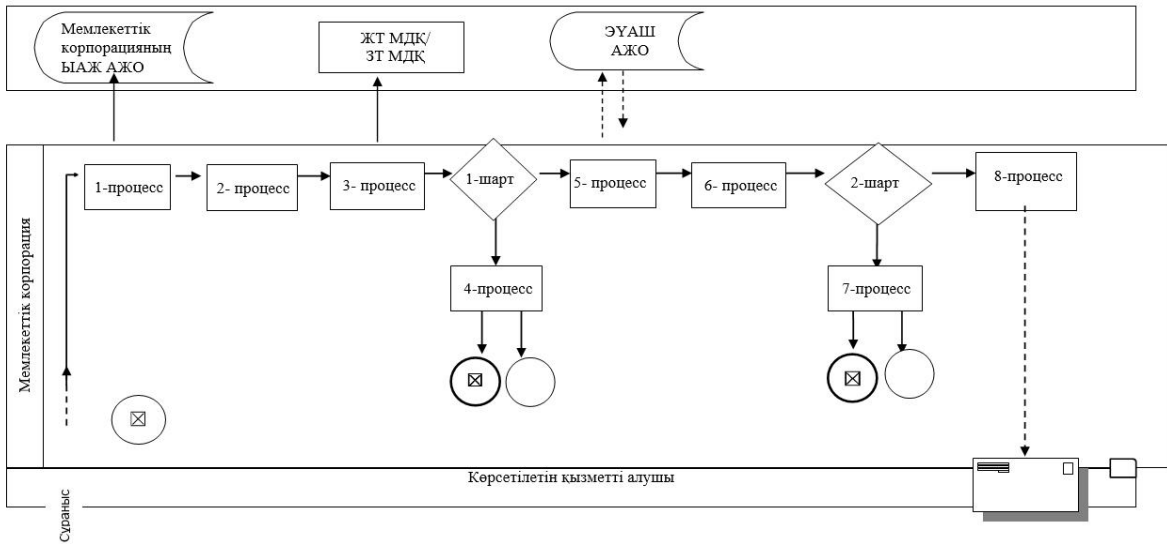 Мемлекеттік
корпорацияның
ЫАЖ АЖО
ЖТ МДҚ/
ЗТ МДҚ
ЭҮАШ
АЖО
1-процесс
2- процесс
3- процесс
1-шарт
5- процесс
6- процесс
2-шарт
8-процесс
4-процесс
7-процесс
Мемлекеттік корпорация
Көрсетілетін қызметті алушы
Сұраныс